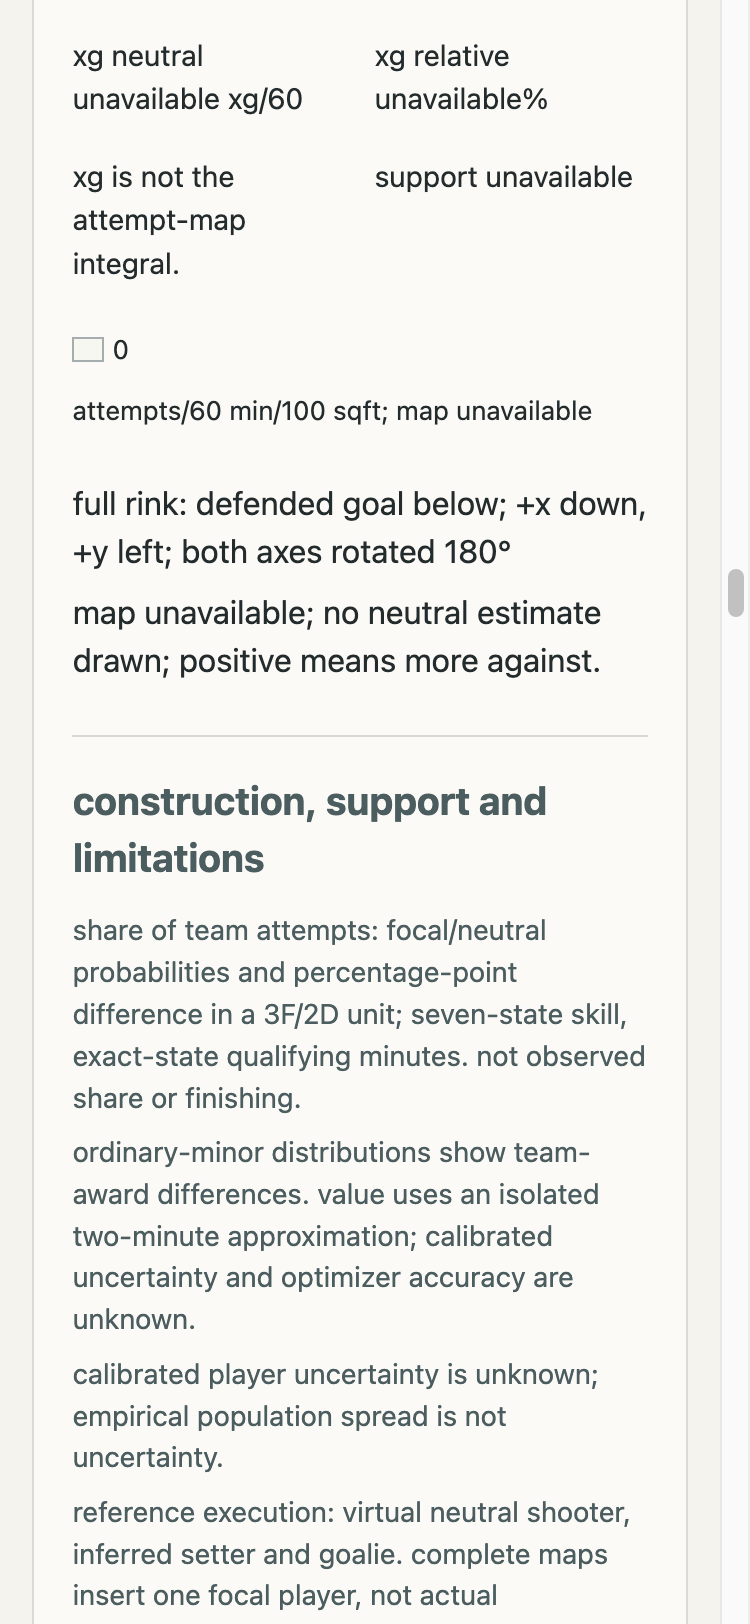 xg neutral
unavailable xg/60
xg relative
unavailable%
xg is not the
attempt-map
integral.
support unavailable
0
attempts/60 min/100 sqft; map unavailable
full rink: defended goal below; +x down,
+y left; both axes rotated 180°
map unavailable; no neutral estimate
drawn; positive means more against.
construction, support and
limitations
share of team attempts: focal/neutral
probabilities and percentage-point
difference in a 3F/2D unit; seven-state skill,
exact-state qualifying minutes. not observed
share or finishing.
ordinary-minor distributions show team-
award differences. value uses an isolated
two-minute approximation; calibrated
uncertainty and optimizer accuracy are
unknown.
calibrated player uncertainty is unknown;
empirical population spread is not
uncertainty.
reference execution: virtual neutral shooter,
inferred setter and goalie. complete maps
insert one focal player, not actual